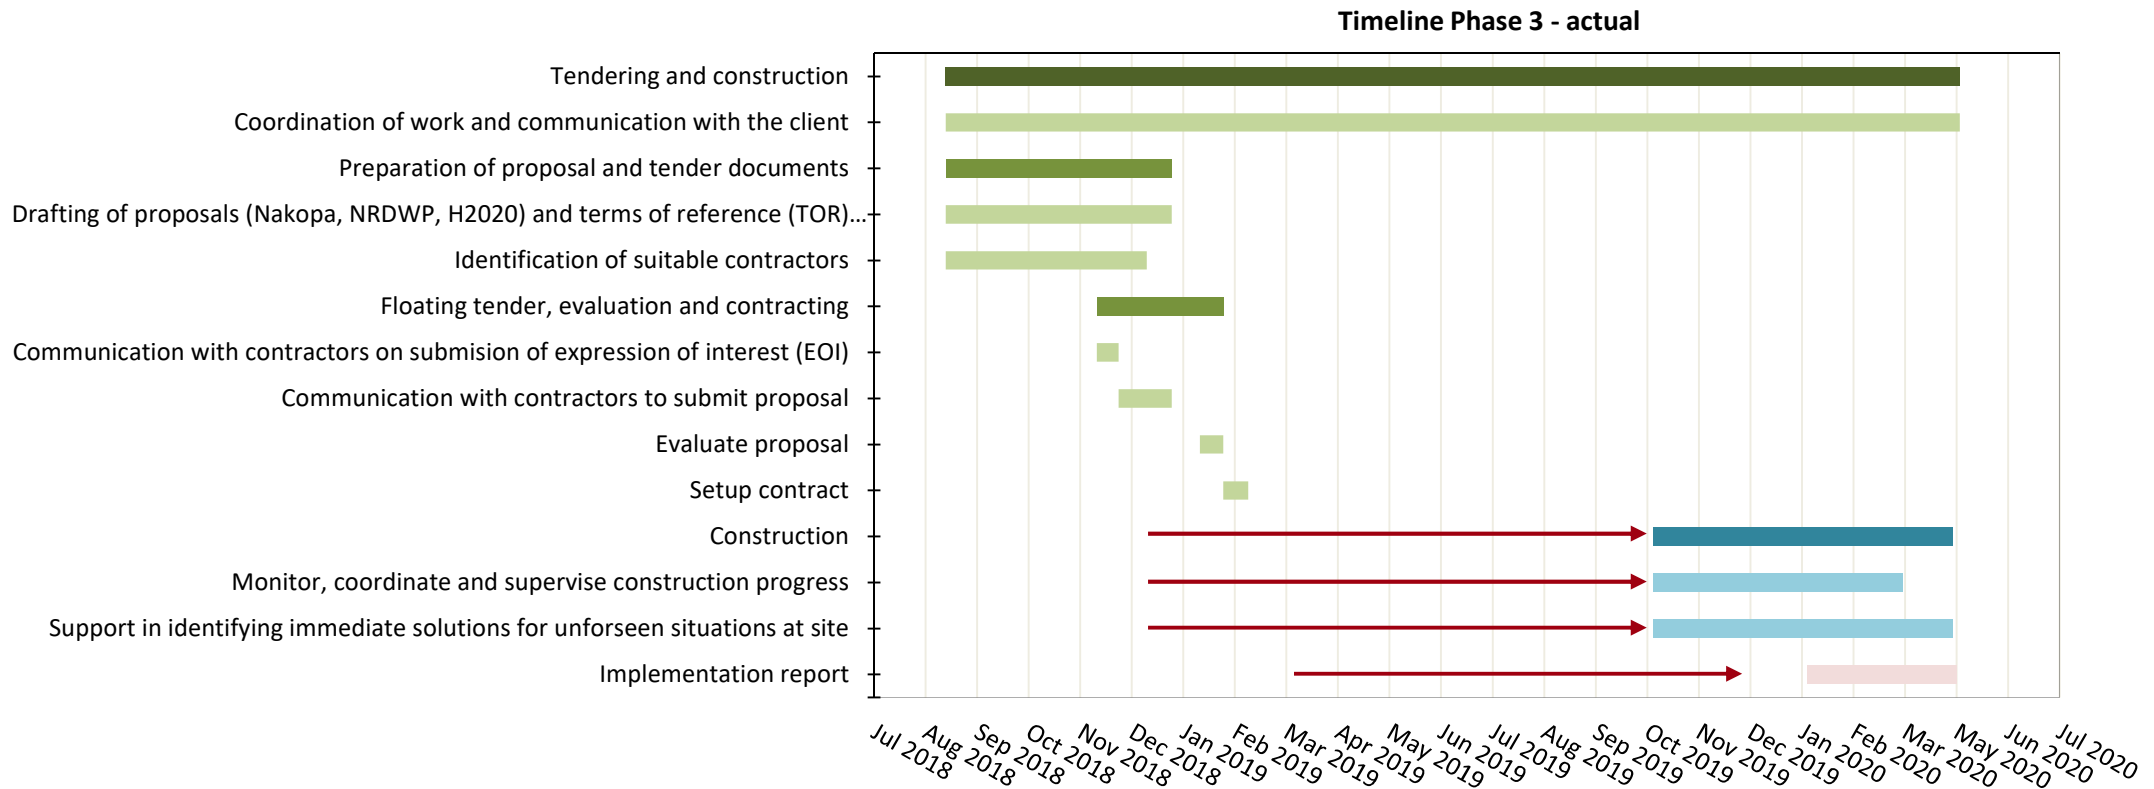 Timeline Phase 3 - actual
Tendering and construction
Coordination of work and communication with the client
Preparation of proposal and tender documents
Drafting of proposals (Nakopa, NRDWP, H2020) and terms of reference (TOR)...
Identification of suitable contractors
Floating tender, evaluation and contracting
Communication with contractors on submision of expression of interest (EOI)
Communication with contractors to submit proposal
Evaluate proposal
Setup contract
Construction
Monitor, coordinate and supervise construction progress
Support in identifying immediate solutions for unforseen situations at site
Implementation report
Jul 2018
Aug 2018
Sep 2018
Oct 2018
Nov 2018
Dec 2018
Jan 2019
Feb 2019
Mar 2019
Apr 2019
May 2019
Jun 2019
Jul 2019
Aug 2019
Sep 2019
Oct 2019
Nov 2019
Dec 2019
Jan 2020
Feb 2020
Mar 2020
May 2020
Jun 2020
Jul 2020